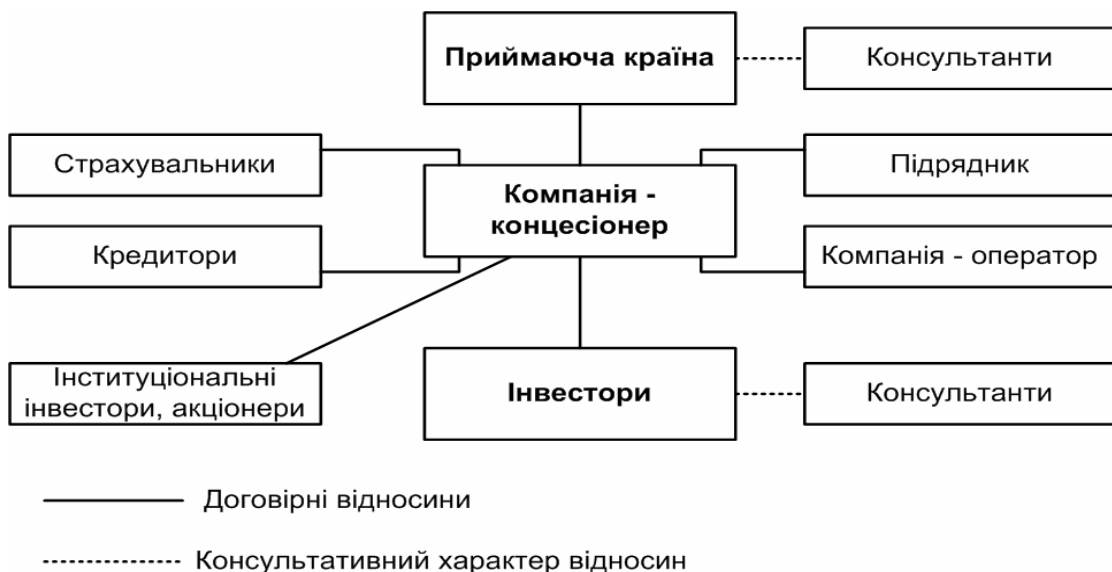 Приймаюча країна
Консультанти
Страхувальники
Компанія -
концесіонер
Підрядник
Кредитори
Компанія - оператор
Інституціональні
інвестори, акціонери
Інвестори
Консультанти
Договірні відносини
Консультативний характер відносин